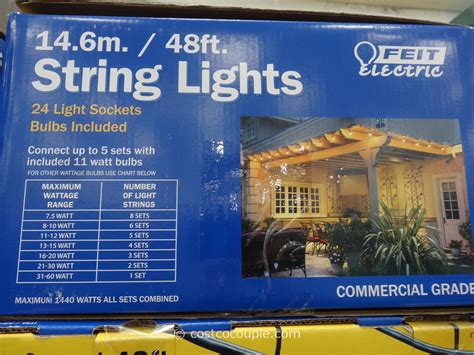 14.6m. / 48ft.
String Lights
FEIT
Electric
24 Light Sockets
Bulbs Included
Connect up to 5 sets with
included 11 watt bulbs
FOR OTHER WATTAGE BULBS USE CHART BELOW
MAXIMUM WATTAGE RANGE NUMBER OF LIGHT STRINGS
7.5 WATT 8 SETS
8-10 WATT 6 SETS
11-12 WATT 5 SETS
13-15 WATT 4 SETS
16-20 WATT 3 SETS
21-30 WATT 2 SETS
31-60 WATT 1 SET
MAXIMUM 1440 WATTS ALL SETS COMBINED
COMMERCIAL GRADE
© costcocouple.com